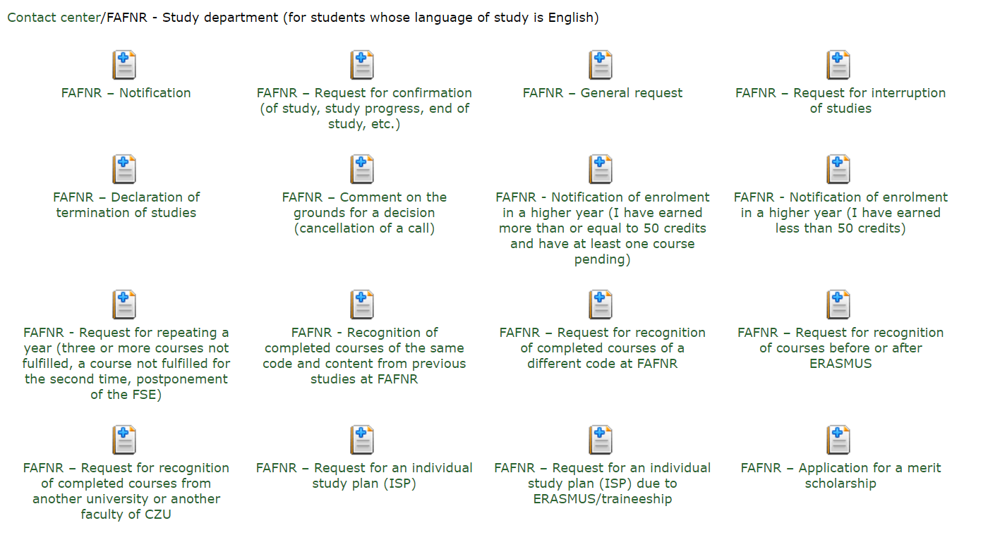 Contact center/FAFNR - Study department (for students whose language of study is English)
FAFNR – Notification
FAFNR – Request for confirmation
(of study, study progress, end of
study, etc.)
FAFNR – General request
FAFNR – Request for interruption
of studies
FAFNR – Declaration of
termination of studies
FAFNR – Comment on the
grounds for a decision
(cancellation of a call)
FAFNR - Notification of enrolment
in a higher year (I have earned
more than or equal to 50 credits
and have at least one course
pending)
FAFNR - Notification of enrolment
in a higher year (I have earned
less than 50 credits)
FAFNR - Request for repeating a
year (three or more courses not
fulfilled, a course not fulfilled for
the second time, postponement
of the FSE)
FAFNR - Recognition of
completed courses of the same
code and content from previous
studies at FAFNR
FAFNR – Request for recognition
of completed courses of a
different code at FAFNR
FAFNR – Request for recognition
of courses before or after
ERASMUS
FAFNR – Request for recognition
of completed courses from
another university or another
faculty of CZU
FAFNR – Request for an individual
study plan (ISP)
FAFNR – Request for an individual
study plan (ISP) due to
ERASMUS/traineeship
FAFNR – Application for a merit
scholarship